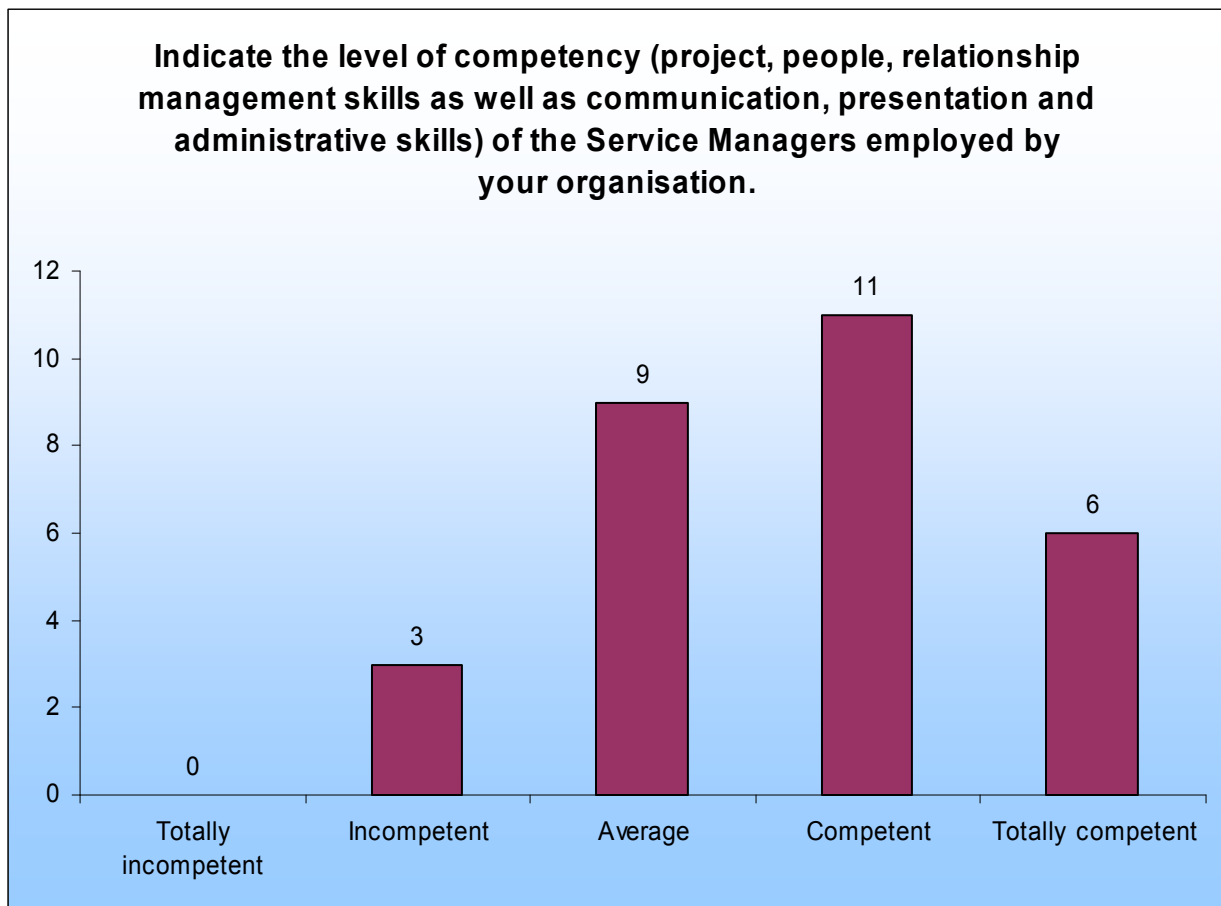 Indicate the level of competency (project, people, relationship
management skills as well as communication, presentation and
administrative skills) of the Service Managers employed by
your organisation.
12
10
8
6
4
2
0
0
3
9
11
6
Totally
incompetent
Incompetent
Average
Competent
Totally competent